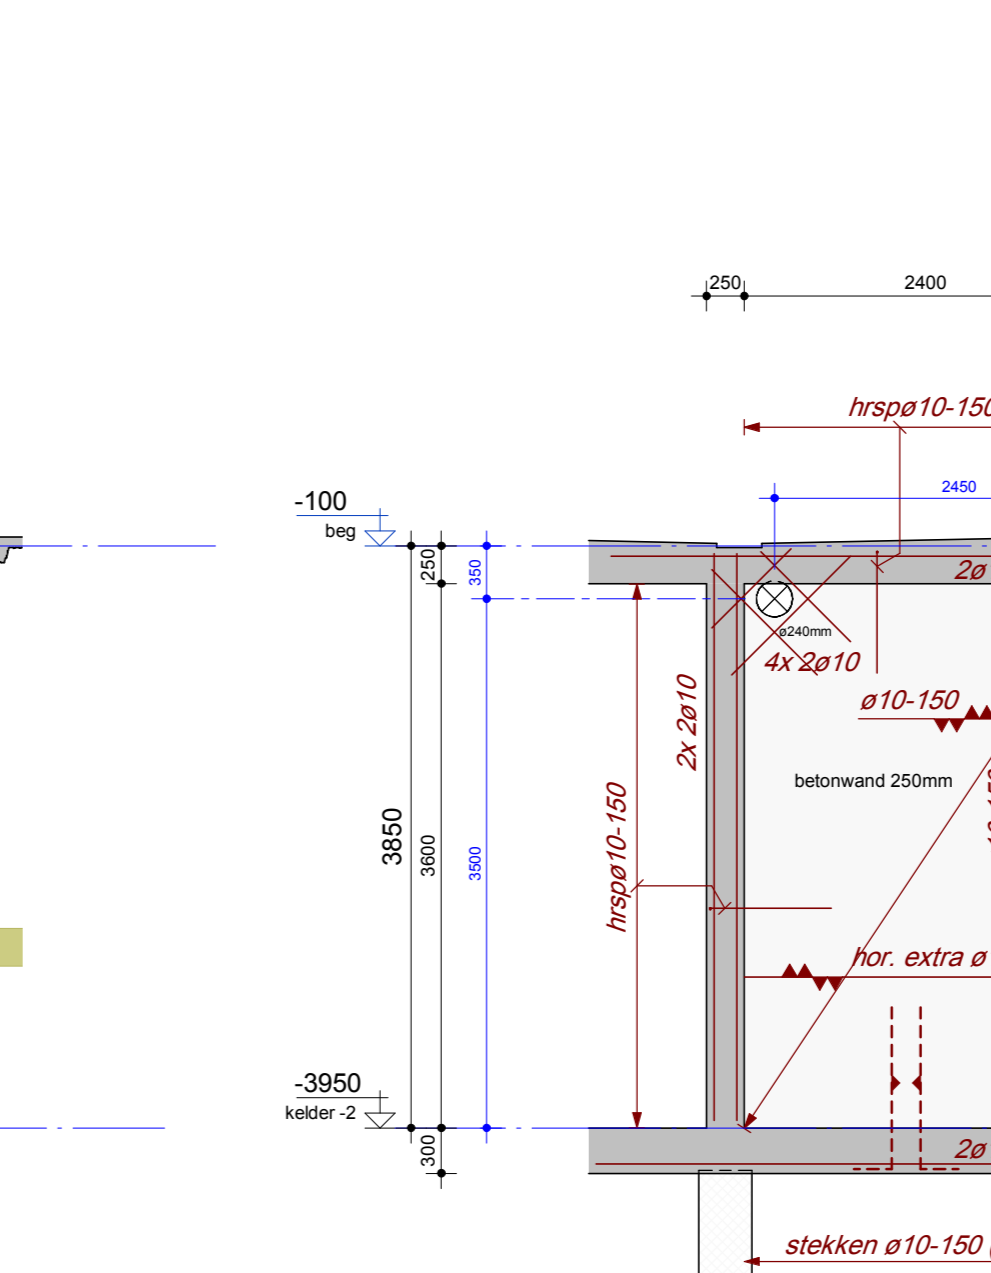 250
2400
hrspø10-150
2450
-100
beg
250
350
2ø
ø240mm
4x 2ø10
2x 2ø10
ø10-150
betonwand 250mm
3850
3600
3500
hrspø10-150
hor. extra ø
-3950
kelder -2
300
2ø
stekken ø10-150